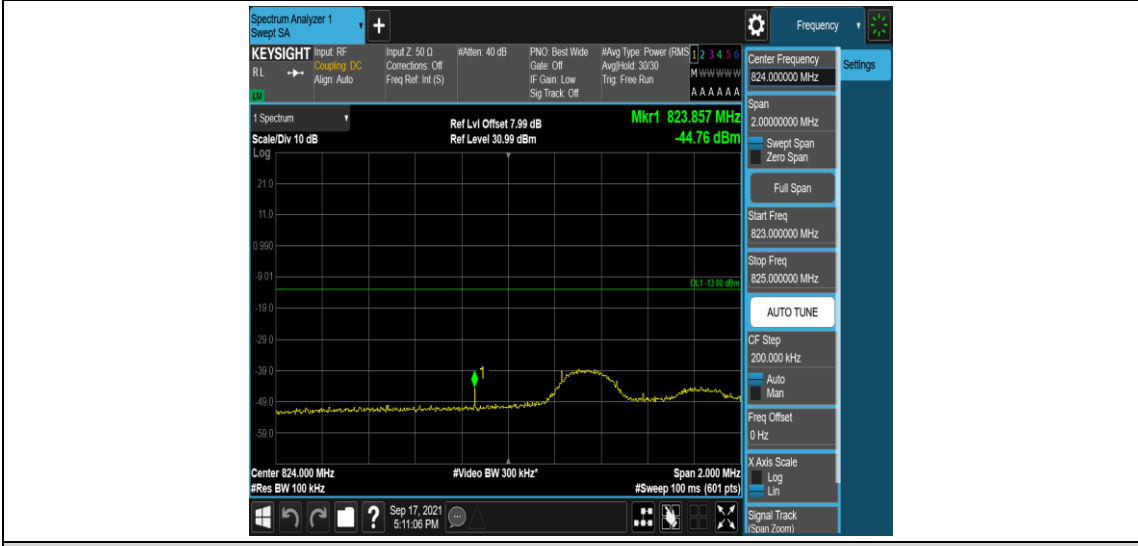 Spectrum Analyzer 1
Swept SA
+
Frequency
KEYSIGHT
RL
Input: RF
Coupling: DC
Align: Auto
Input Z: 50 Ω
Corrections: Off
Freq Ref: Int (S)
#Atten: 40 dB
PNO: Best Wide
Gate: Off
IF Gain: Low
Sig Track: Off
#Avg Type: Power (RMS
Avg|Hold: 30/30
Trig: Free Run
1 2 3 4 5 6
M W W W W W
A A A A A A
1 Spectrum
Scale/Div 10 dB
Log
Ref Lvl Offset 7.99 dB
Ref Level 30.99 dBm
Mkr1 823.857 MHz
-44.76 dBm
21.0
11.0
0.990
-9.01
DL1 -13.00 dBm
-19.0
-29.0
-39.0
1
-49.0
-59.0
Center 824.000 MHz
#Res BW 100 kHz
#Video BW 300 kHz*
Span 2.000 MHz
#Sweep 100 ms (601 pts)
?
Sep 17, 2021
5:11:06 PM
Center Frequency
824.000000 MHz
Settings
Span
2.00000000 MHz
Swept Span
Zero Span
Full Span
Start Freq
823.000000 MHz
Stop Freq
825.000000 MHz
AUTO TUNE
CF Step
200.000 kHz
Auto
Man
Freq Offset
0 Hz
X Axis Scale
Log
Lin
Signal Track
(Span Zoom)